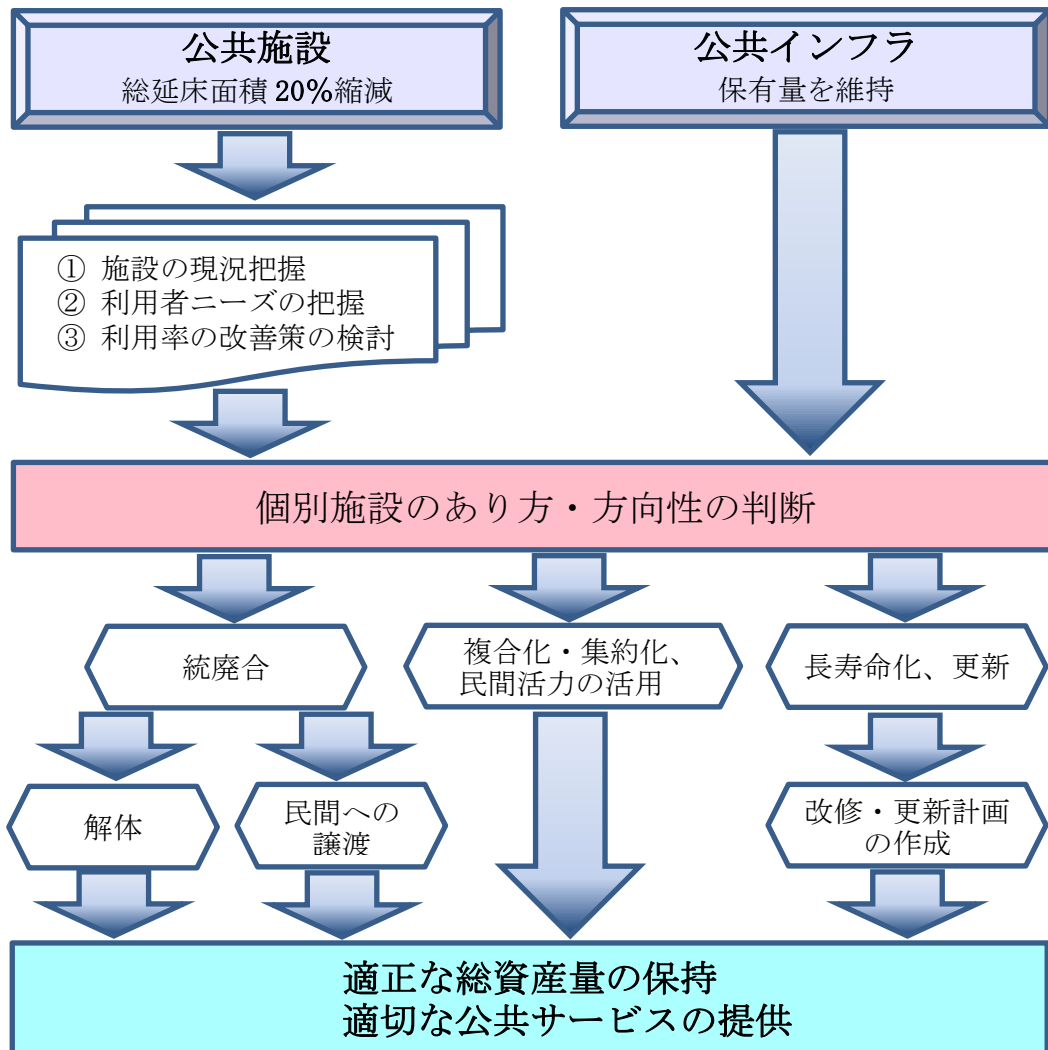 公共施設
総延床面積 20%縮減
公共インフラ
保有量を維持
① 施設の現況把握
② 利用者ニーズの把握
③ 利用率の改善策の検討
個別施設のあり方・方向性の判断
統廃合
複合化・集約化、
民間活力の活用
長寿命化、更新
解体
民間への
譲渡
改修・更新計画
の作成
適正な総資産量の保持
適切な公共サービスの提供